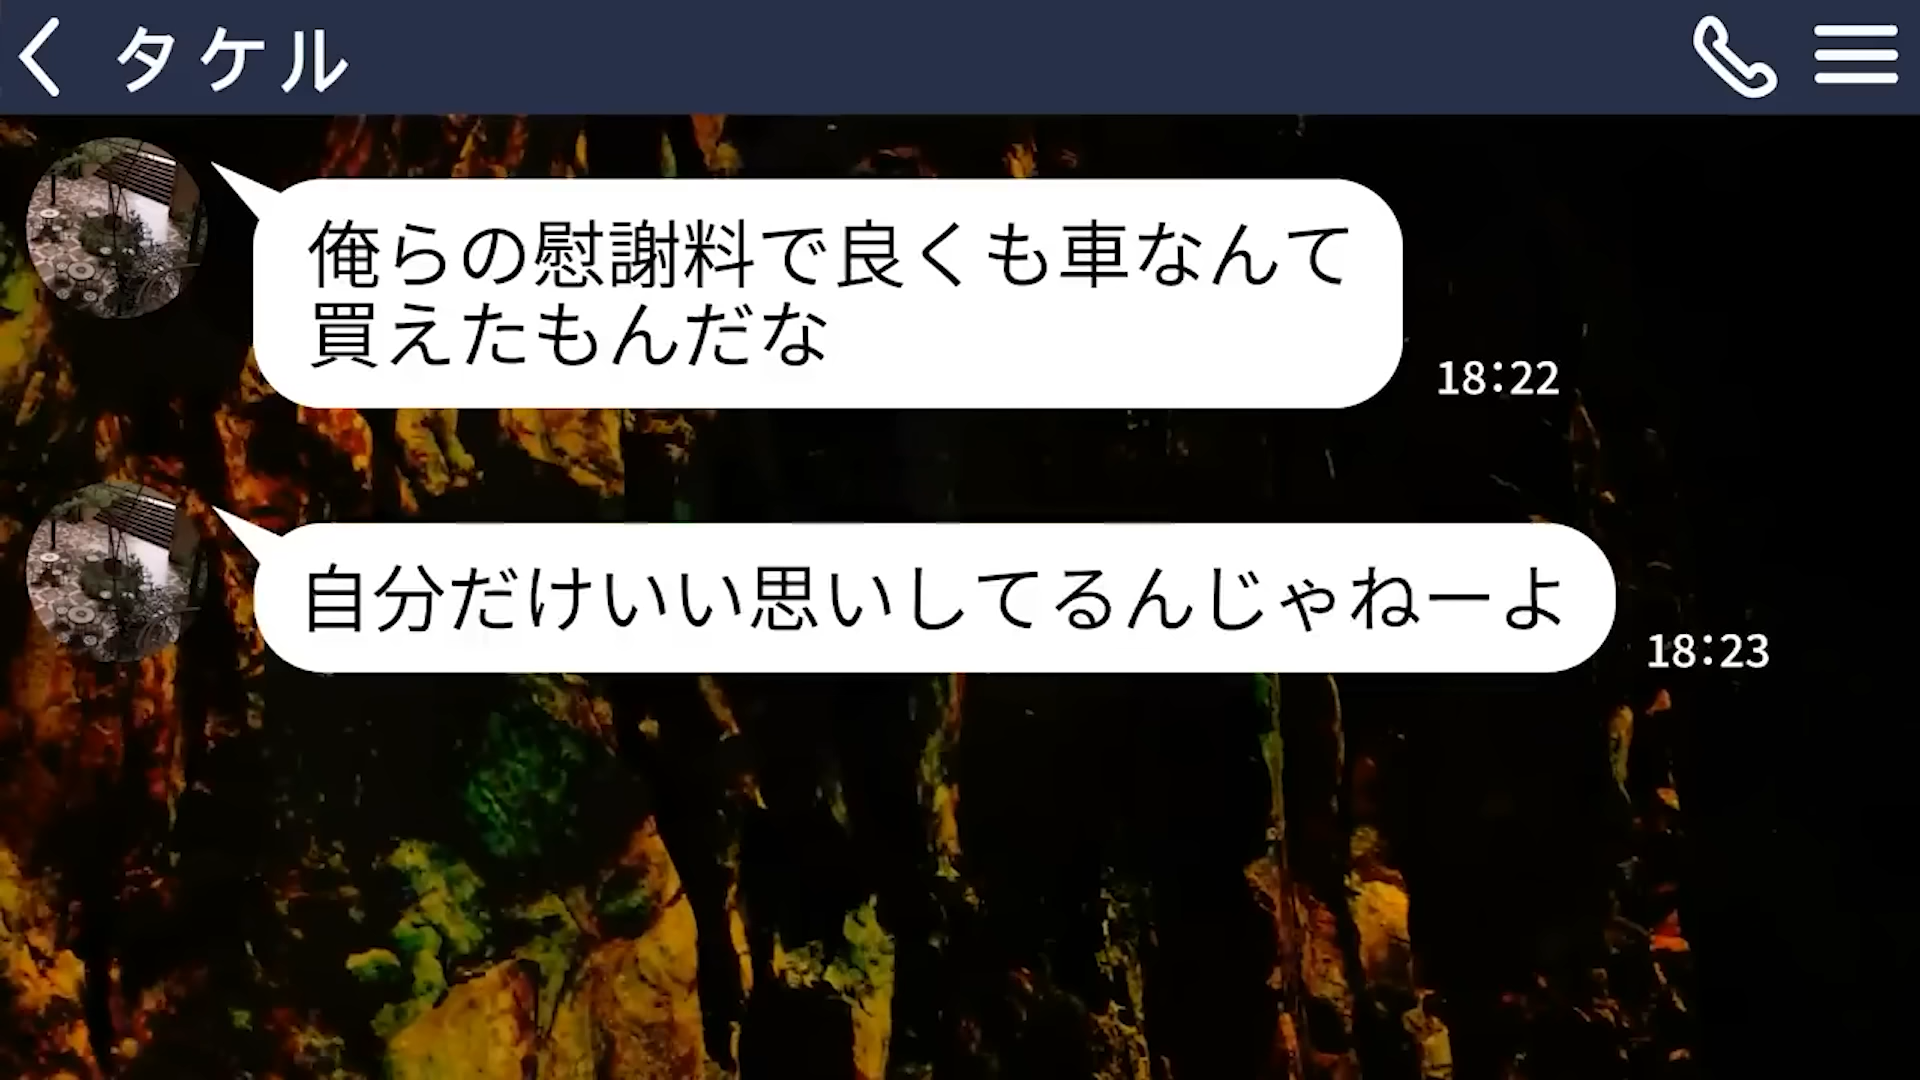 タケル
俺らの慰謝料で良くも車なんて
買えたもんだな
18:22
自分だけいい思いしてるんじゃねーよ
18:23